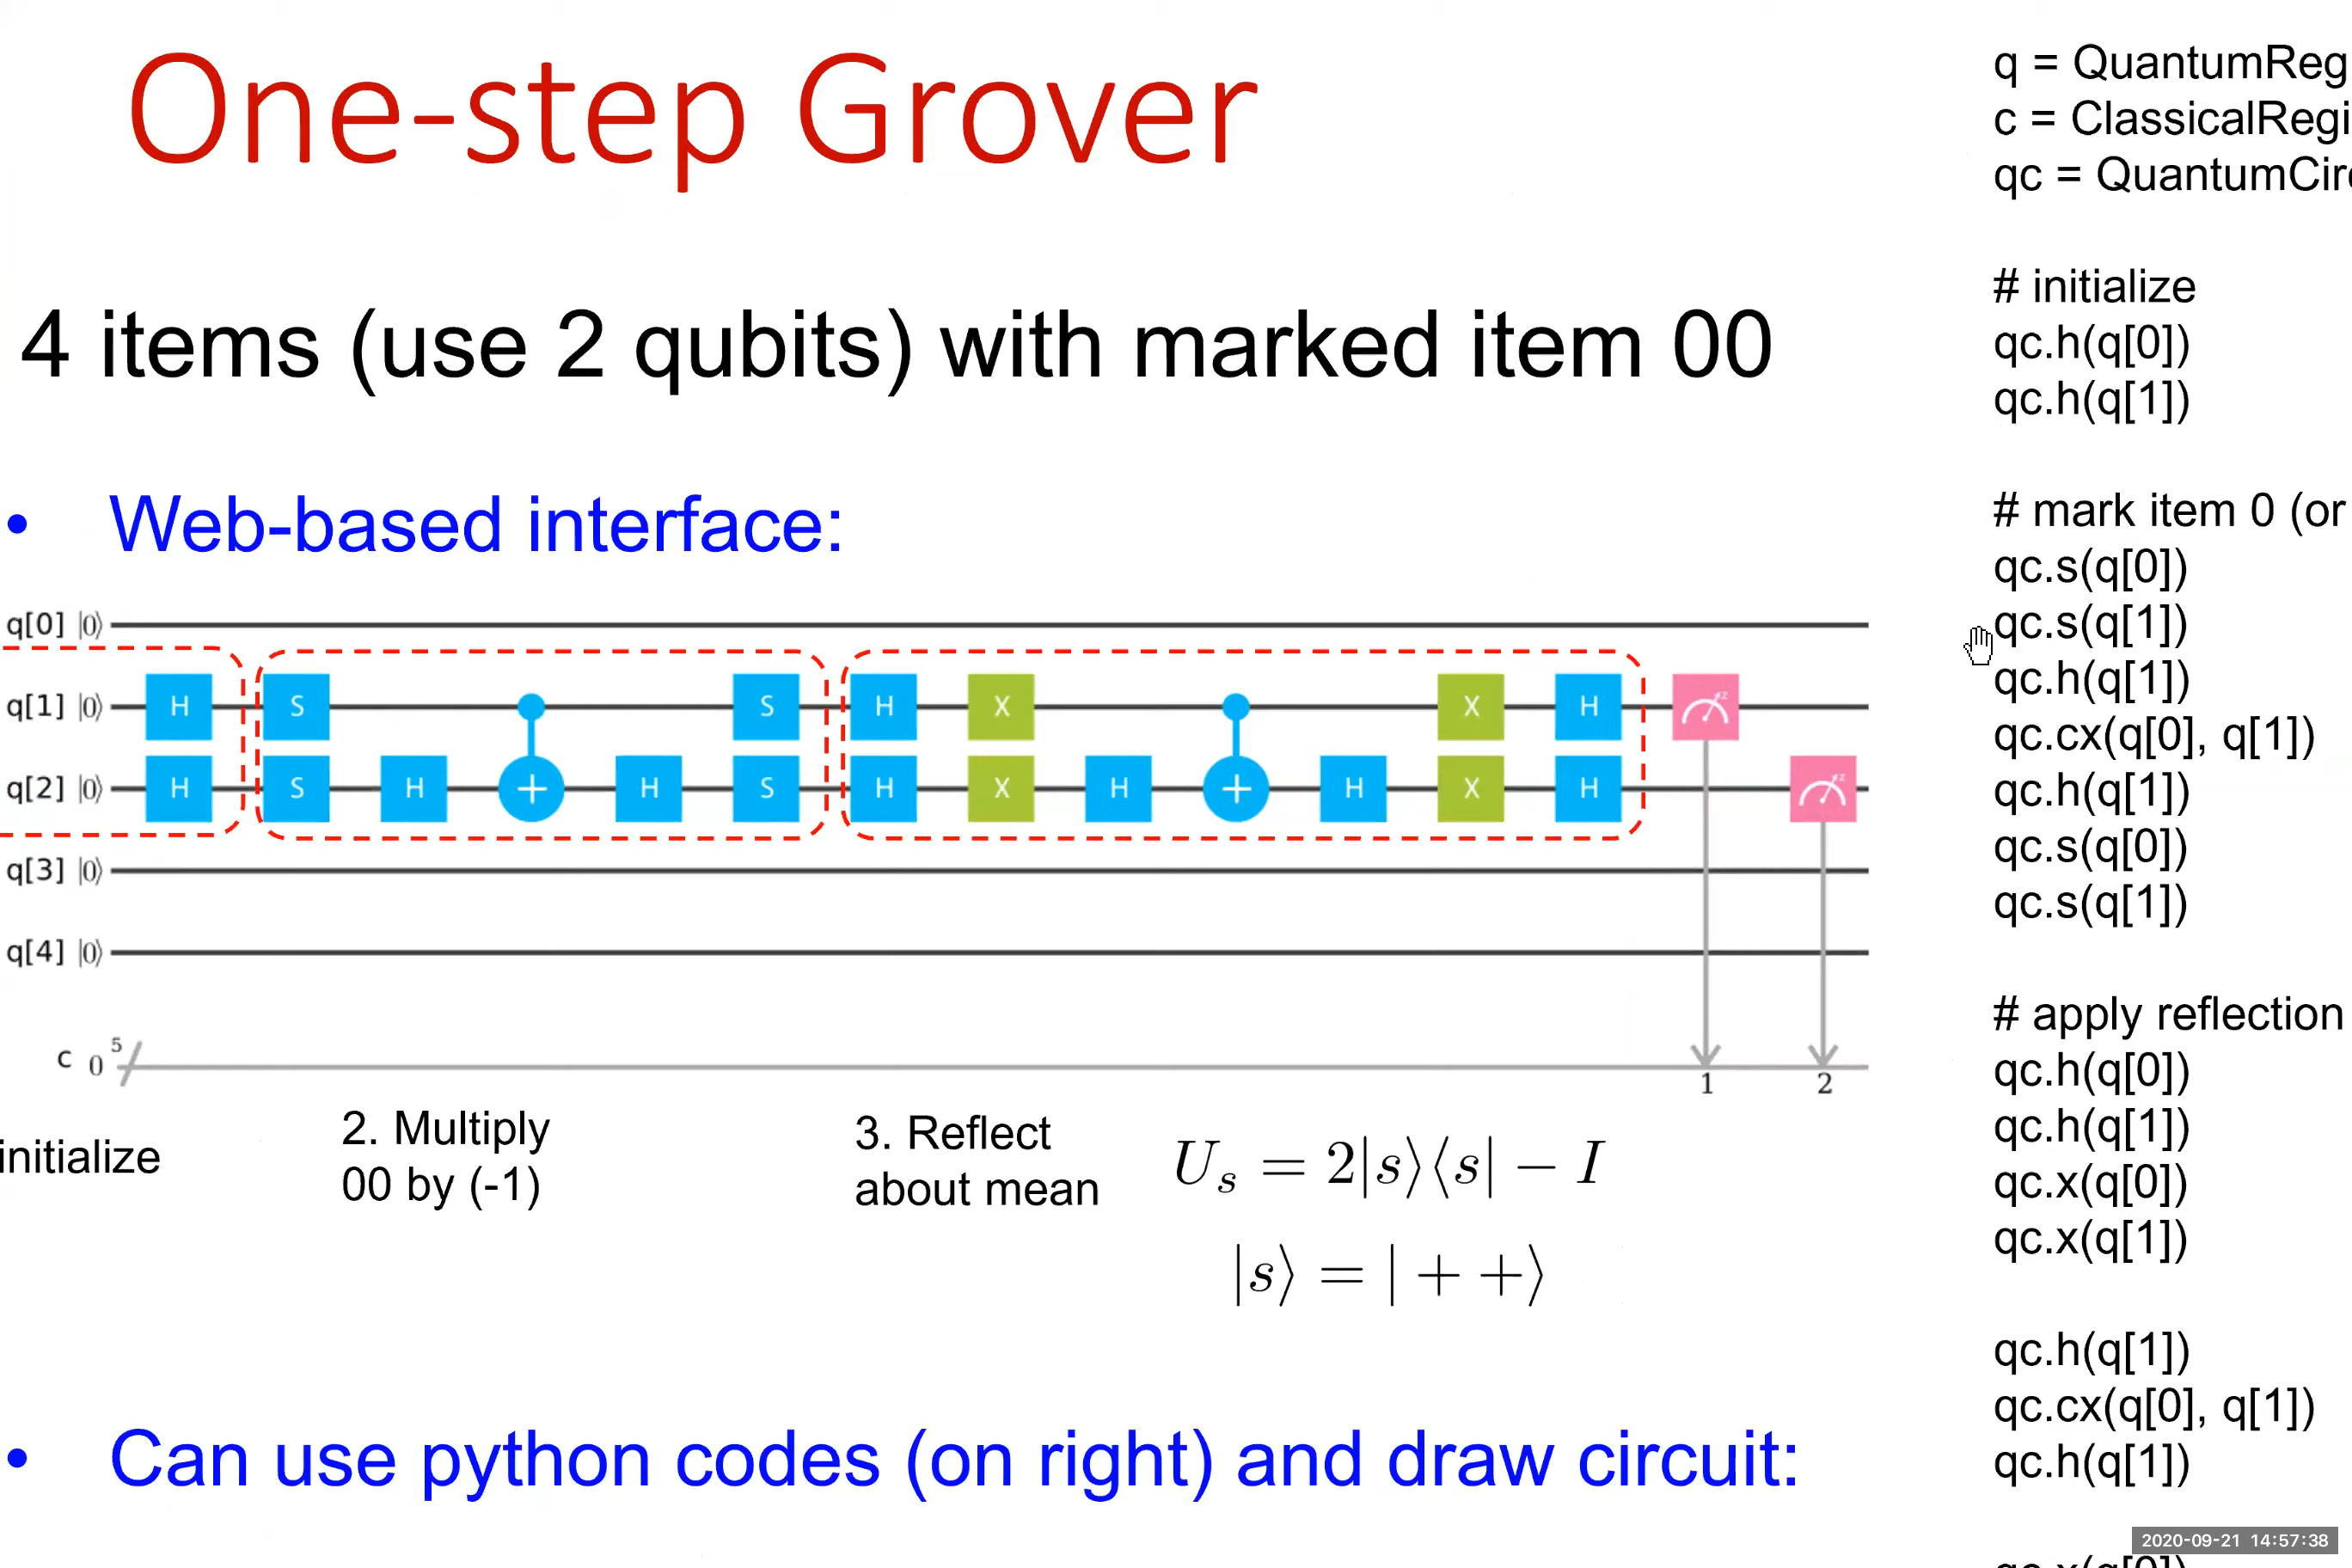 One-step Grover
4 items (use 2 qubits) with marked item 00
• Web-based interface:
q[0] |0⟩
q[1] |0⟩ H S S H X X H
q[2] |0⟩ H S H + H S H X H + H X H
q[3] |0⟩
q[4] |0⟩
c 0 5
1 2
initialize
2. Multiply
00 by (-1)
3. Reflect
about mean
U_s = 2|s⟩⟨s| − I
|s⟩ = | + +⟩
• Can use python codes (on right) and draw circuit:
q = QuantumReg
c = ClassicalRegi
qc = QuantumCir
# initialize
qc.h(q[0])
qc.h(q[1])
# mark item 0 (or
qc.s(q[0])
qc.s(q[1])
qc.h(q[1])
qc.cx(q[0], q[1])
qc.h(q[1])
qc.s(q[0])
qc.s(q[1])
# apply reflection
qc.h(q[0])
qc.h(q[1])
qc.x(q[0])
qc.x(q[1])
qc.h(q[1])
qc.cx(q[0], q[1])
qc.h(q[1])
2020-09-21 14:57:38